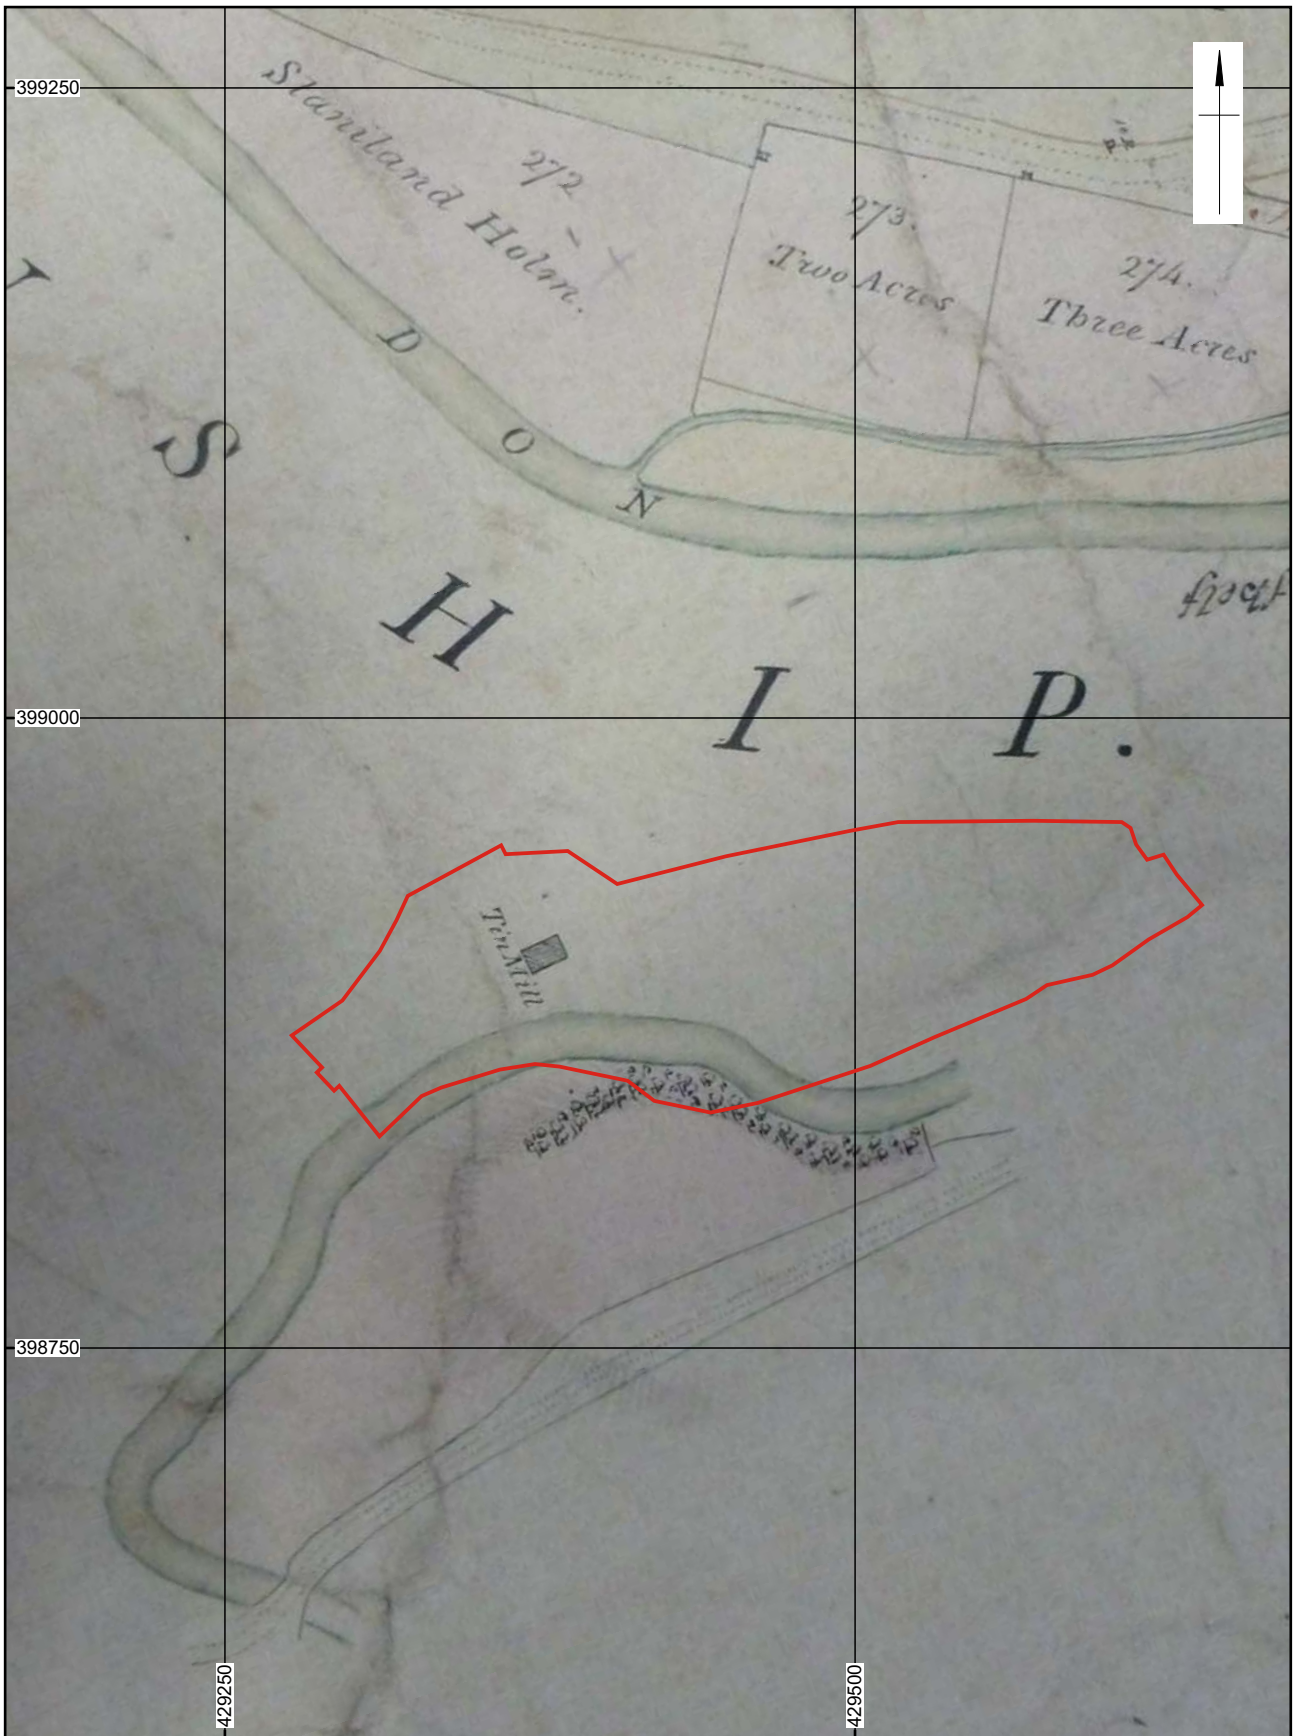 399250
Staniland Holm.
272
273.
Two Acres
274.
Three Acres
D
O
N
S
H
I
P.
399000
Tin Mill
398750
429250
429500